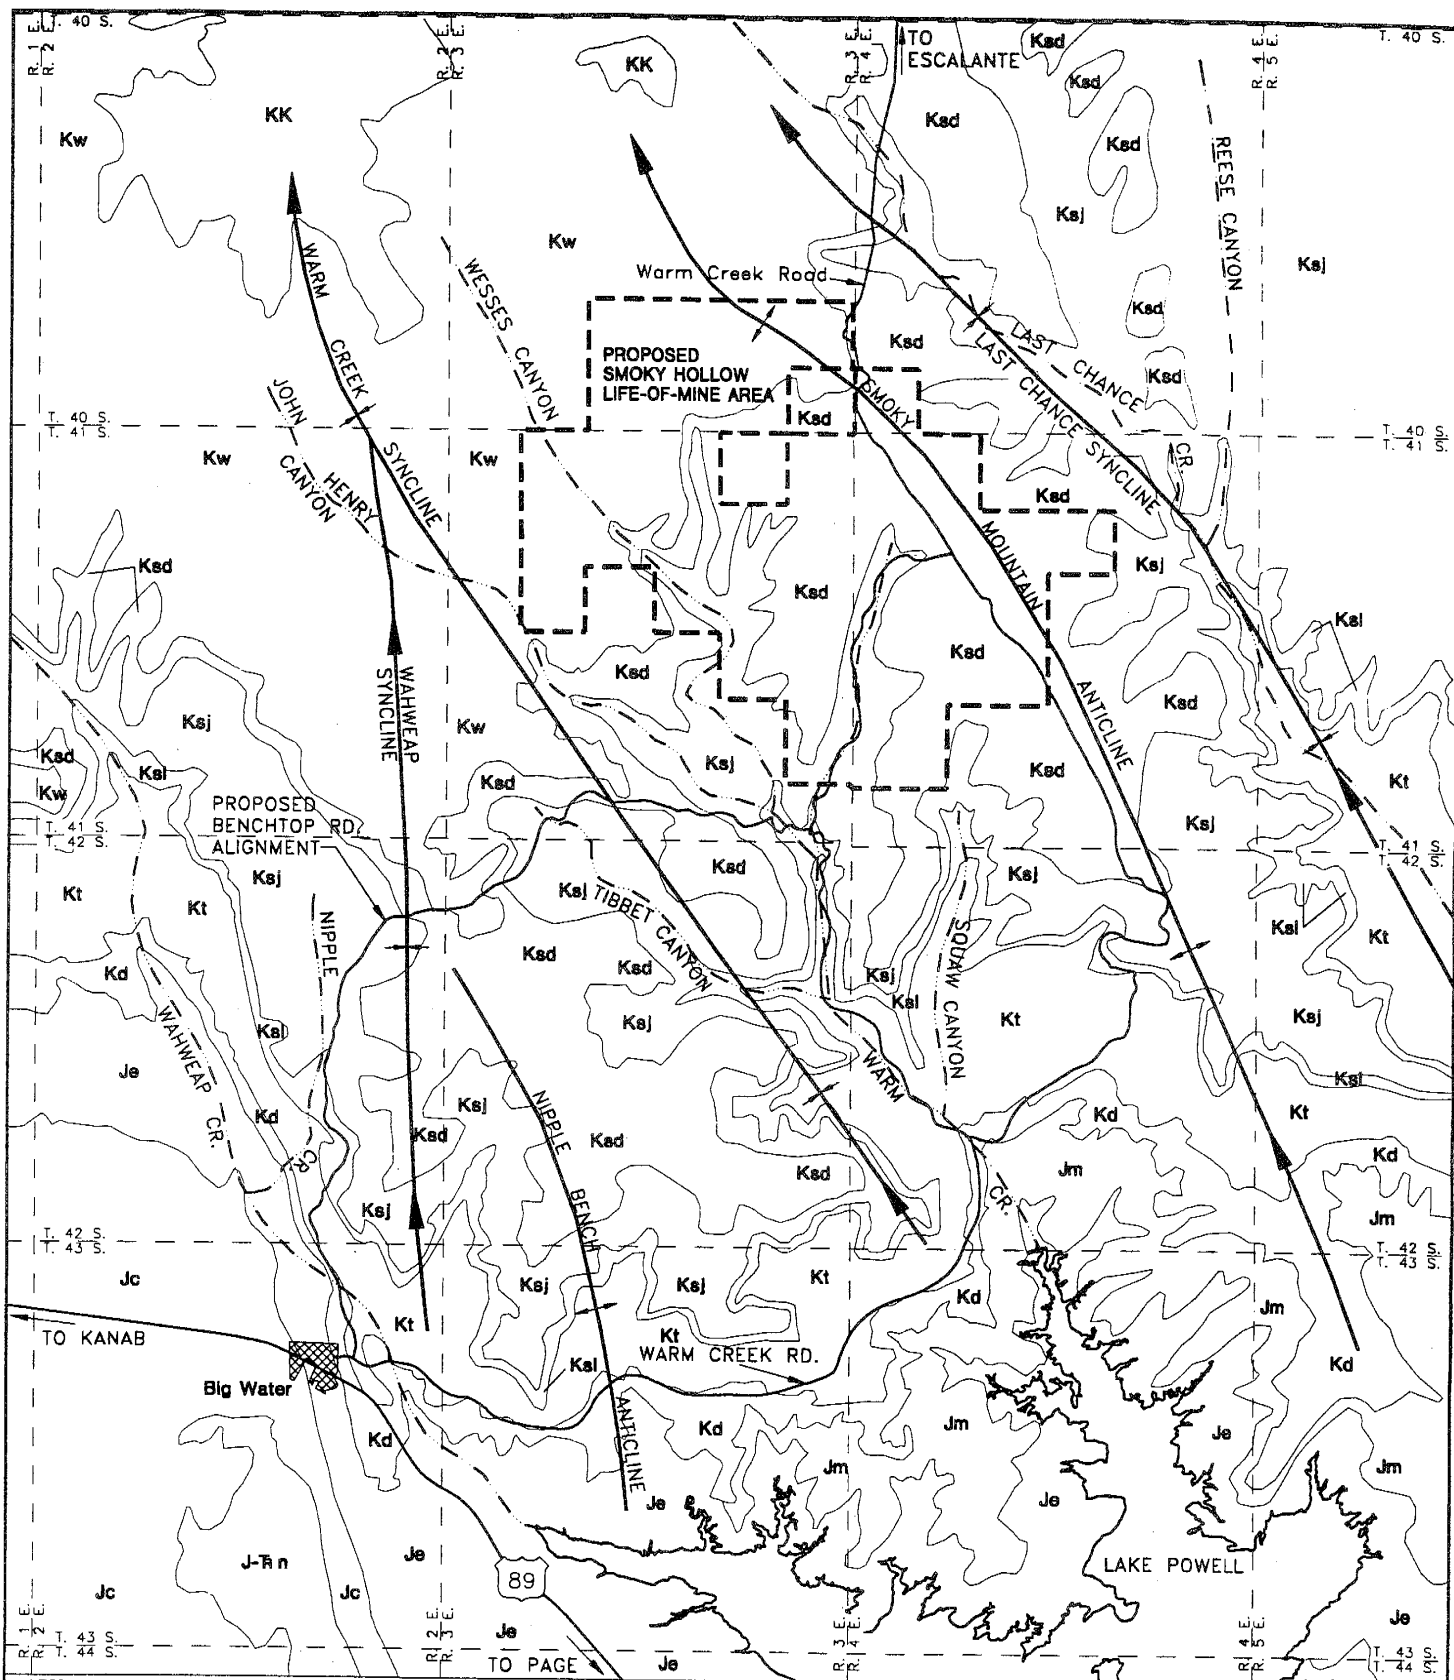 T. 40 S.
R. 1 E.
R. 2 E.
R. 2 E.
R. 3 E.
R. 3 E.
R. 4 E.
TO
ESCALANTE
R. 4 E.
R. 5 E.
T. 40 S.
Ksd
KK
KK
Kw
Ksd
Ksd
Ksd
REESE CANYON
Ksj
Kw
Ksj
WARM CREEK SYNCLINE
WESSES CANYON
Warm Creek Road
Ksd
Ksd
LAST CHANCE CR.
LAST CHANCE SYNCLINE
PROPOSED
SMOKY HOLLOW
LIFE-OF-MINE AREA
Ksd
Ksd
SMOKY MOUNTAIN ANTICLINE
JOHN HENRY
CANYON
T. 40 S.
T. 41 S.
T. 40 S.
T. 41 S.
Kw
Kw
Ksd
Ksd
Ksj
Ksd
Ksl
Ksd
Ksd
Ksd
WAHWEAP
SYNCLINE
Ksj
Kw
Ksd
Ksl
Kw
Ksj
Ksd
Ksd
Kt
PROPOSED
BENCHTOP RD.
ALIGNMENT
T. 41 S.
T. 42 S.
Ksj
T. 41 S.
T. 42 S.
Ksj
Ksd
Ksj
Ksj
Kt
Kt
NIPPLE CR.
TIBBET CANYON
SQUAW CANYON
Ksl
Kt
Kd
Ksd
Ksd
Ksj
Ksl
WAHWEAP CR.
Ksl
Ksj
Kt
Ksj
Je
WARM CR.
Ksl
Ksj
Kd
Kd
Kt
Ksd
NIPPLE BENCH ANTICLINE
Ksd
Kd
Ksd
Jm
Ksj
Jm
T. 42 S.
T. 43 S.
T. 42 S.
T. 43 S.
Jc
Ksj
Ksj
Kt
Kd
Jm
TO KANAB
Kt
Kt
WARM CREEK RD.
Ksl
Kd
Big Water
Kd
Kd
Jm
Je
Jm
Jm
Je
Je
J-Ћn
Je
LAKE POWELL
89
Jc
Jc
Je
Je
R. 1 E.
R. 2 E.
T. 43 S.
T. 44 S.
R. 2 E.
R. 3 E.
TO PAGE
Je
R. 3 E.
R. 4 E.
R. 4 E.
R. 5 E.
T. 43 S.
T. 44 S.